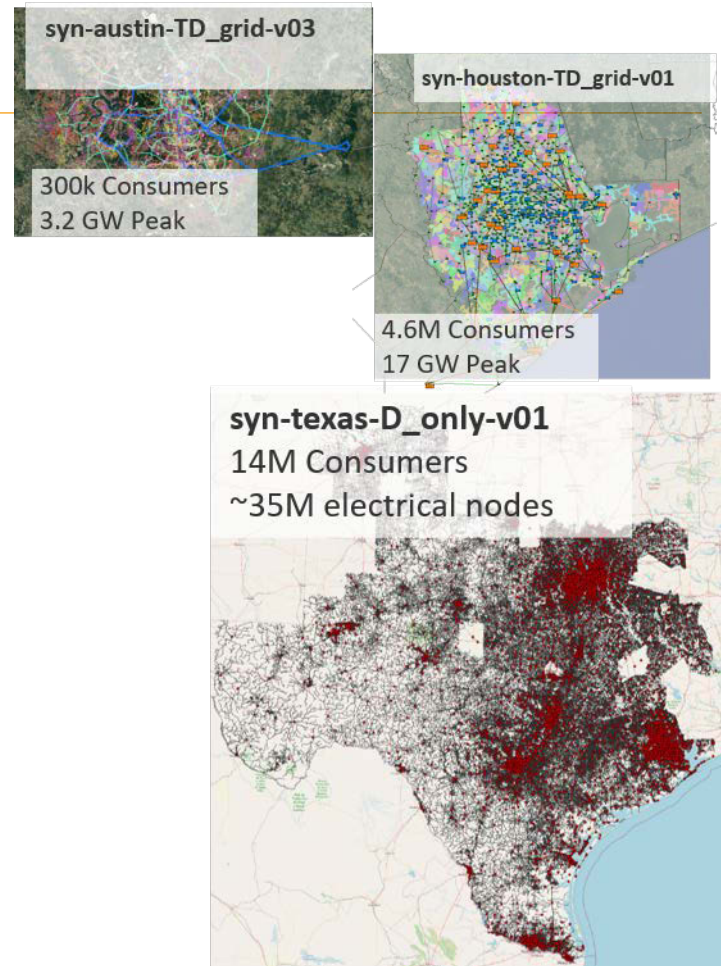 syn-austin-TD_grid-v03
300k Consumers
3.2 GW Peak
syn-houston-TD_grid-v01
4.6M Consumers
17 GW Peak
syn-texas-D_only-v01
14M Consumers
~35M electrical nodes